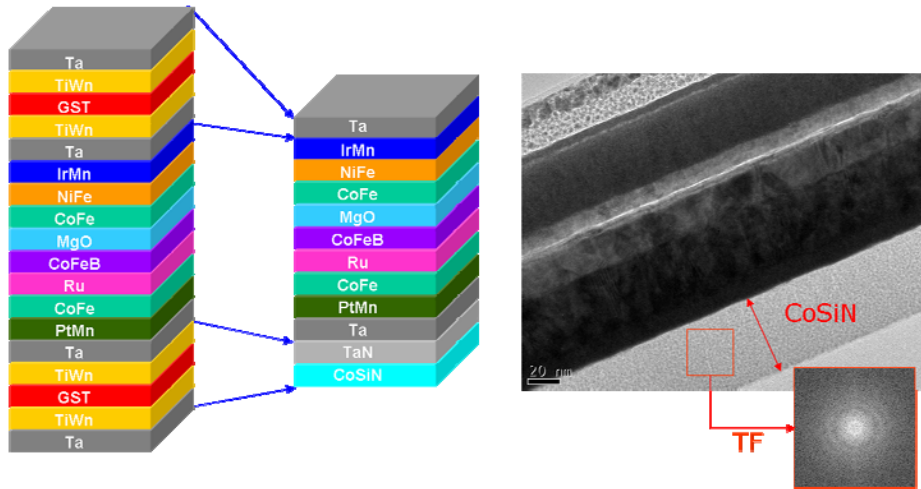 Ta
TiWn
GST
TiWn
Ta
IrMn
NiFe
CoFe
MgO
CoFeB
Ru
CoFe
PtMn
Ta
TiWn
GST
TiWn
Ta
Ta
IrMn
NiFe
CoFe
MgO
CoFeB
Ru
CoFe
PtMn
Ta
TaN
CoSiN
CoSiN
20 nm
TF